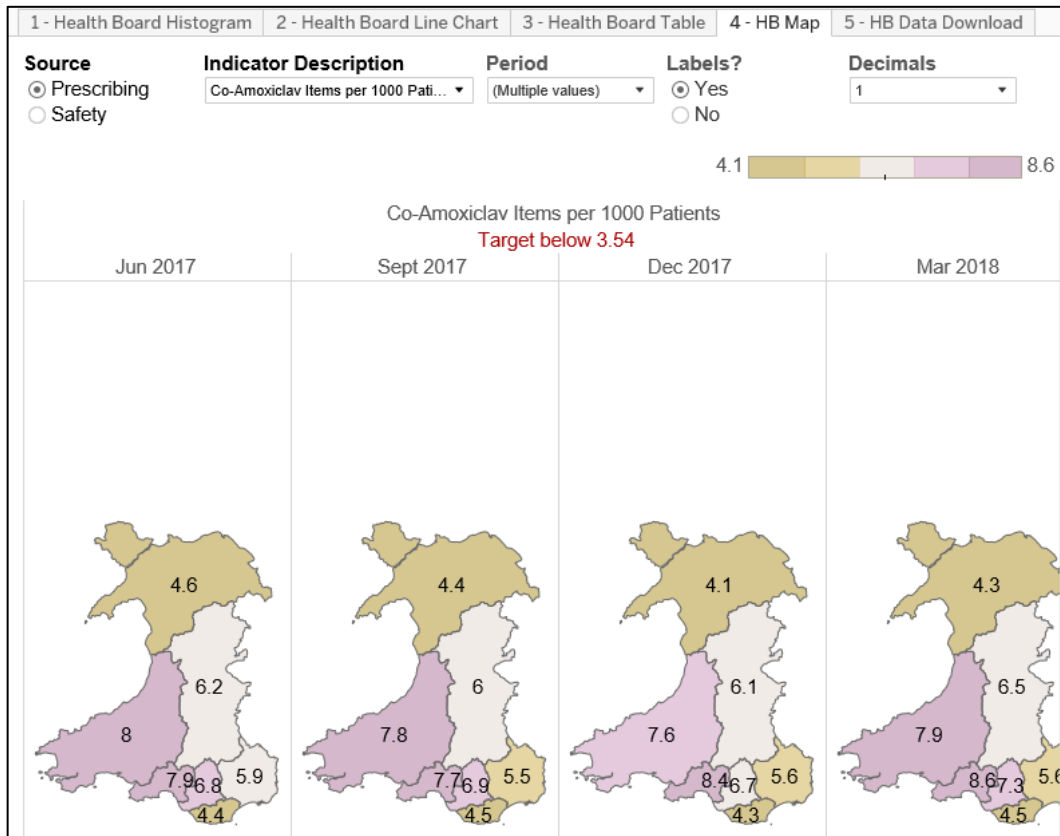 1 - Health Board Histogram 2 - Health Board Line Chart 3 - Health Board Table 4 - HB Map 5 - HB Data Download
Source Indicator Description Period Labels? Decimals
Prescribing Co-Amoxiclav Items per 1000 Pati... (Multiple values) Yes 1
Safety No
4.1 8.6
Co-Amoxiclav Items per 1000 Patients
Target below 3.54
Jun 2017 Sept 2017 Dec 2017 Mar 2018
4.6 4.4 4.1 4.3
6.2 6 6.1 6.5
8 7.8 7.6 7.9
7.9 6.8 5.9 7.7 6.9 5.5 8.4 6.7 5.6 8.6 7.3 5.6
4.4 4.5 4.3 4.5